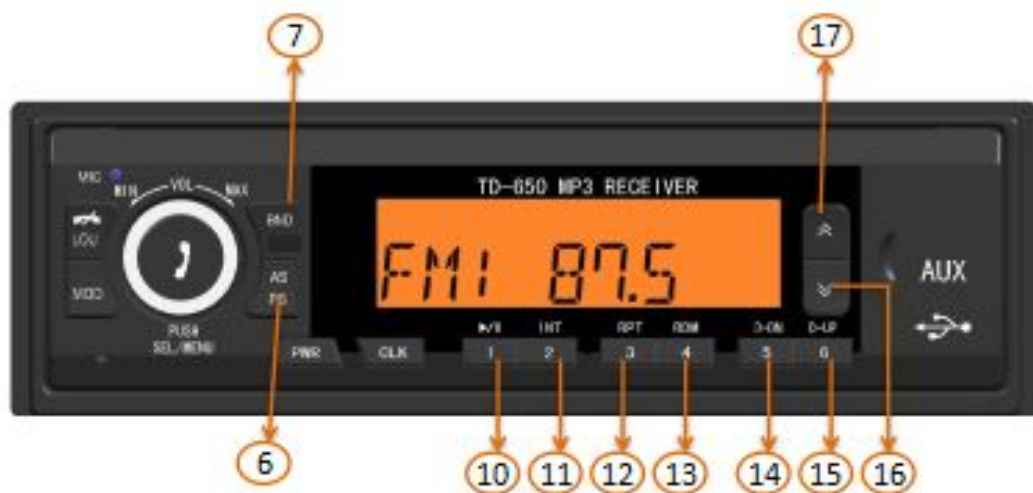 7
17
MIC
MIN VOL MAX
TD-650 MP3 RECEIVER
BND
LOU
FM1 87.5
AS
PS
MOD
AUX
PUSH
SEL/MENU
PWR
CLK
▶/II INT RPT RDM D-DN D-UP
1 2 3 4 5 6
6
10
11
12
13
14
15
16